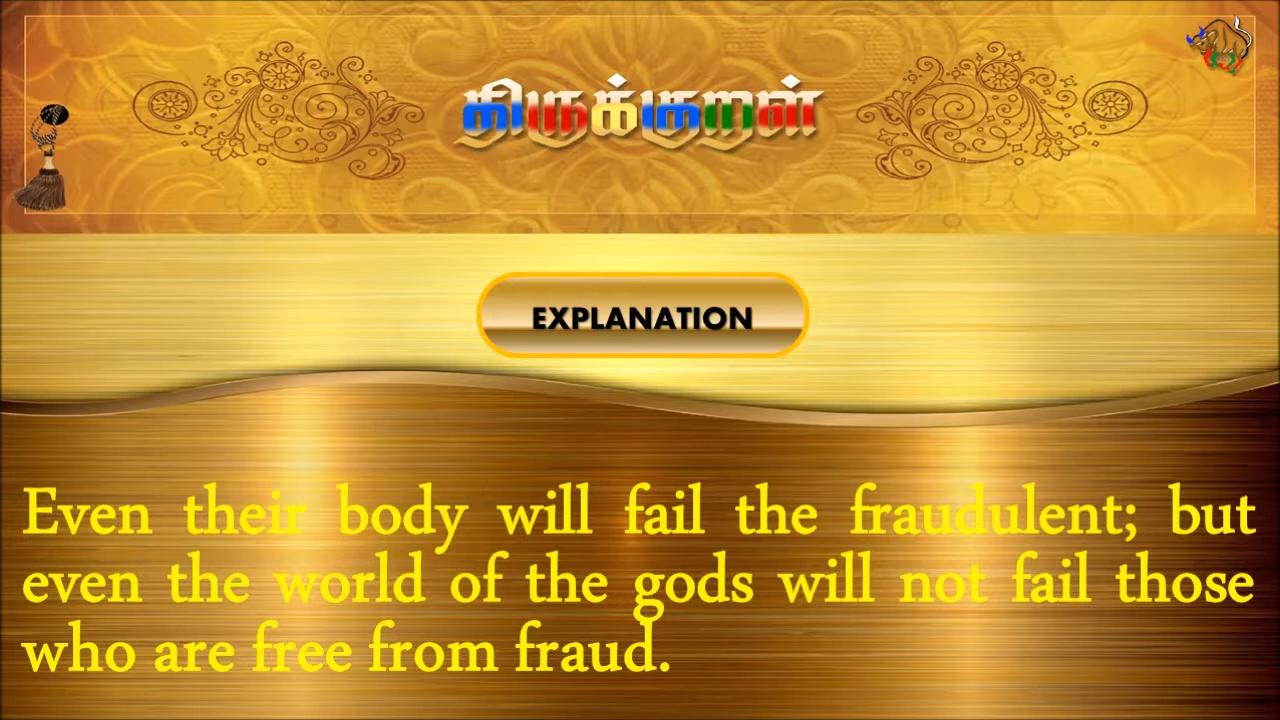 திருக்குறள்
EXPLANATION
Even their body will fail the fraudulent; but
even the world of the gods will not fail those
who are free from fraud.